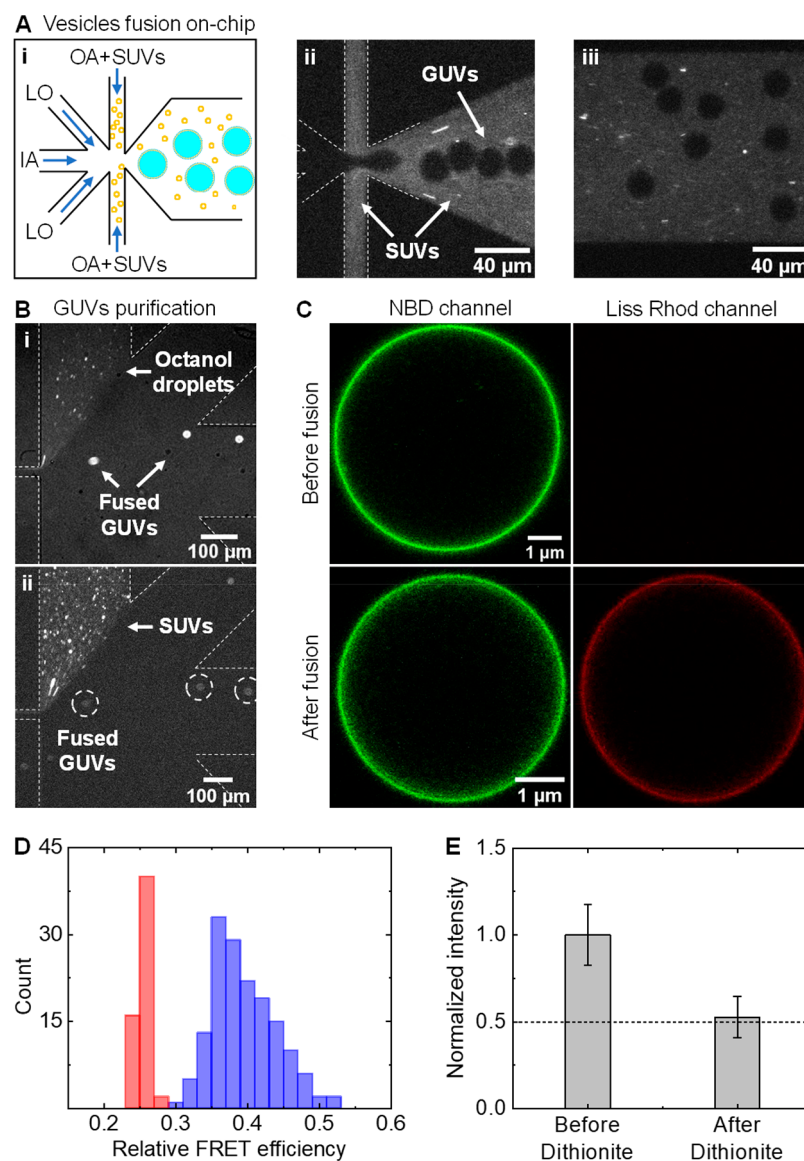 A Vesicles fusion on-chip
i
OA+SUVs
LO
IA
LO
OA+SUVs
ii
GUVs
SUVs
40 µm
iii
40 µm
B GUVs purification
i
Octanol
droplets
Fused
GUVs
100 µm
ii
SUVs
Fused
GUVs
100 µm
C NBD channel Liss Rhod channel
Before fusion
1 µm
After fusion
1 µm
D
45
30
15
0
Count
0.2 0.3 0.4 0.5 0.6
Relative FRET efficiency
E
1.5
1.0
0.5
0.0
Normalized intensity
Before
Dithionite
After
Dithionite